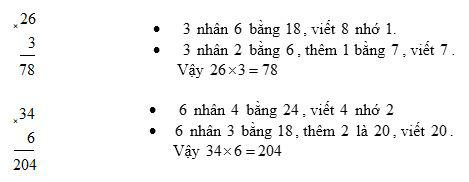 ×26
3
78
• 3 nhân 6 bằng 18, viết 8 nhớ 1.
• 3 nhân 2 bằng 6, thêm 1 bằng 7, viết 7.
Vậy 26×3 = 78
×34
6
204
• 6 nhân 4 bằng 24, viết 4 nhớ 2
• 6 nhân 3 bằng 18, thêm 2 là 20, viết 20.
Vậy 34×6 = 204